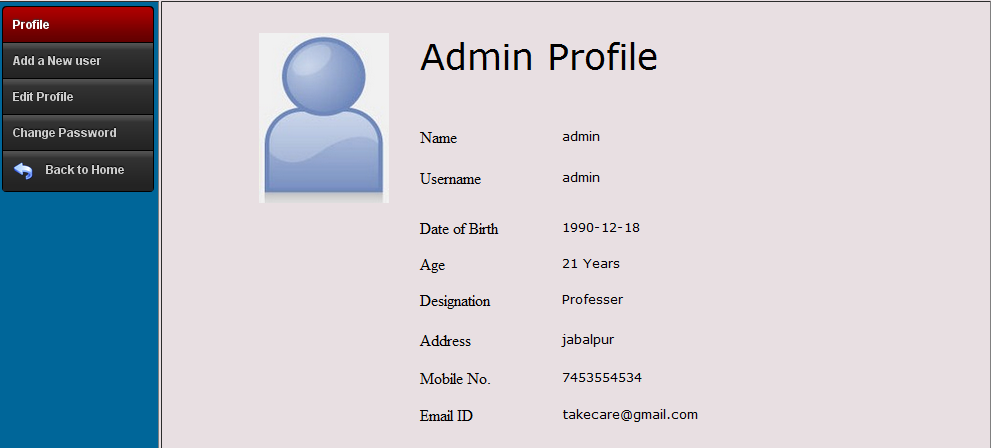 Profile
Add a New user
Edit Profile
Change Password
Back to Home
Admin Profile
Name admin
Username admin
Date of Birth 1990-12-18
Age 21 Years
Designation Professer
Address jabalpur
Mobile No. 7453554534
Email ID takecare@gmail.com